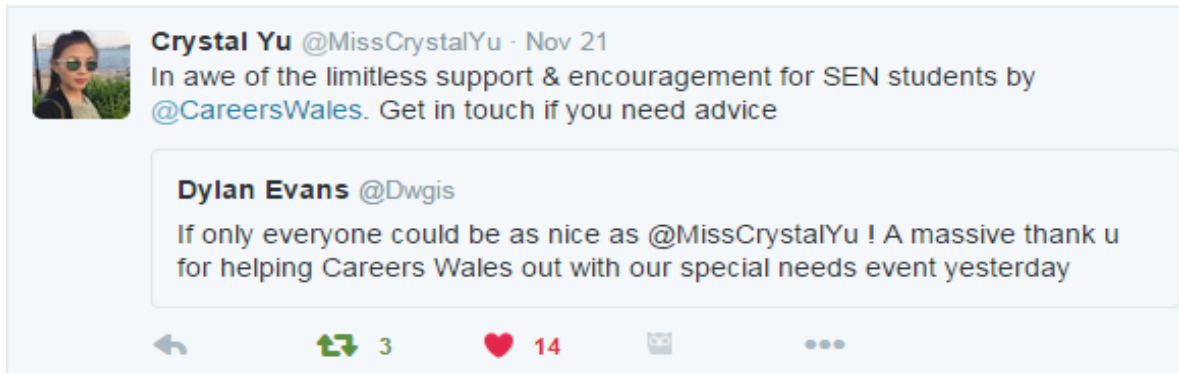 Crystal Yu @MissCrystalYu · Nov 21
In awe of the limitless support & encouragement for SEN students by
@CareersWales. Get in touch if you need advice
Dylan Evans @Dwgis
If only everyone could be as nice as @MissCrystalYu ! A massive thank u
for helping Careers Wales out with our special needs event yesterday
3 14